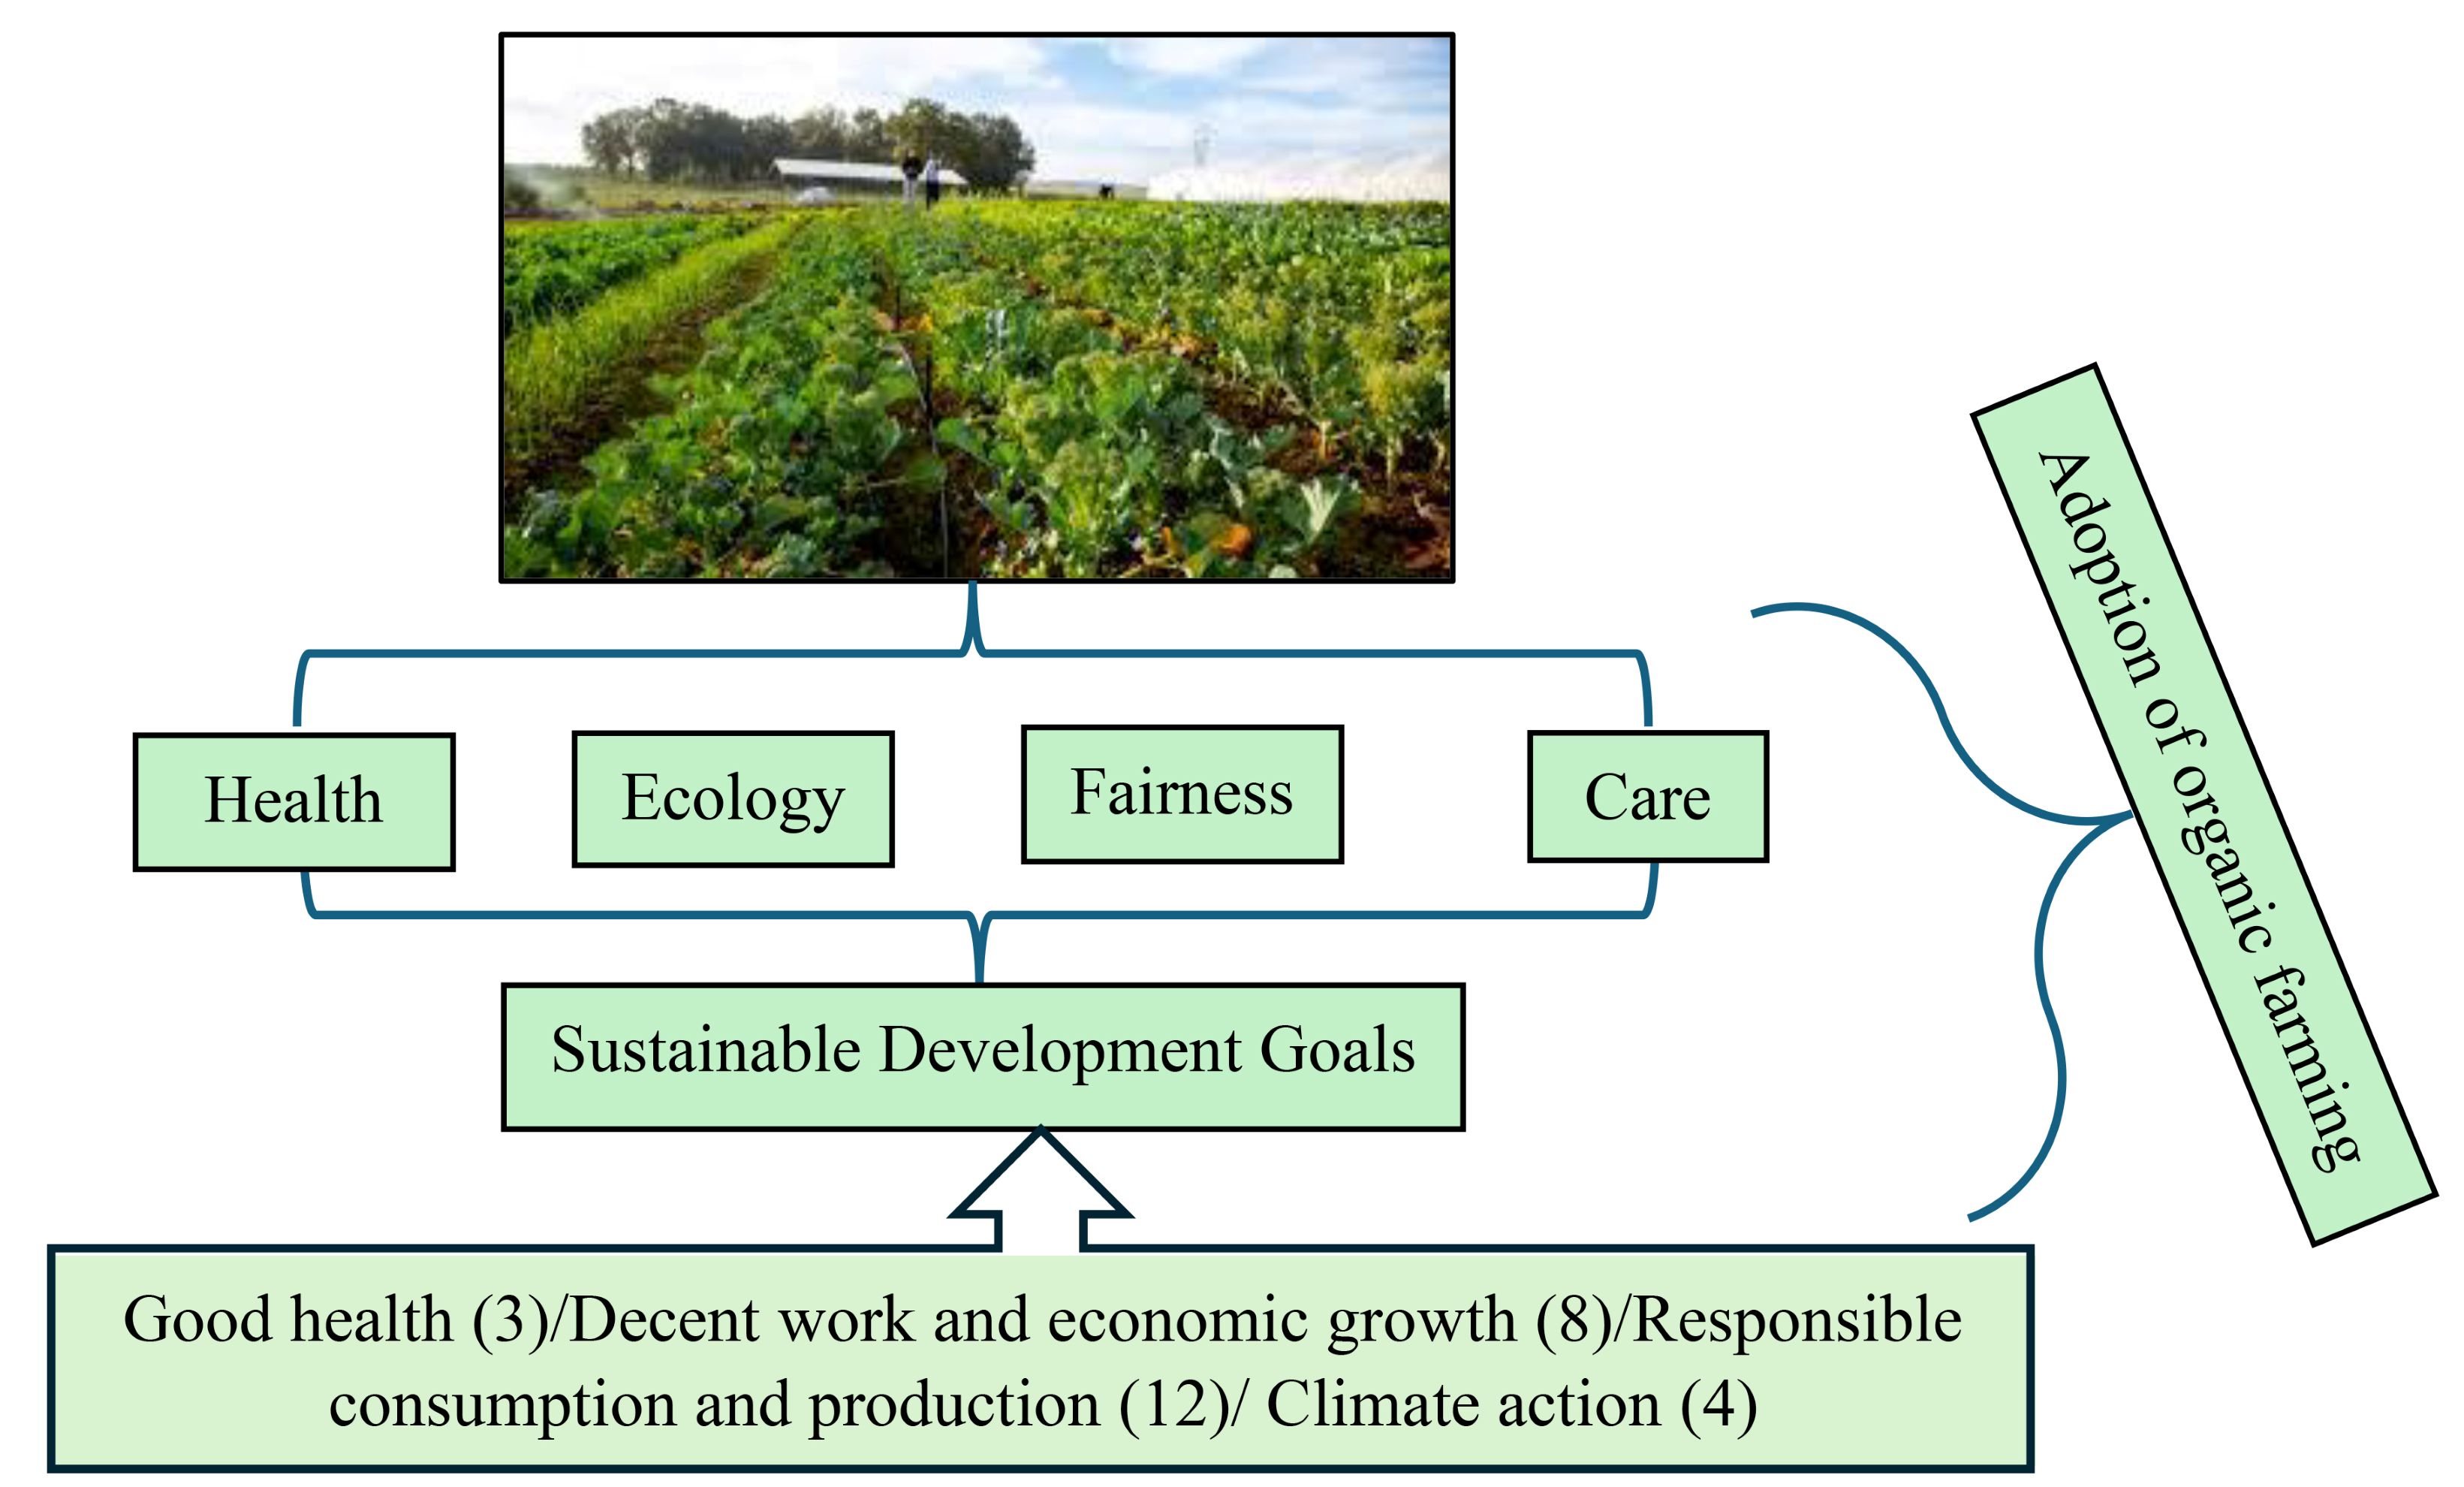 Health
Ecology
Fairness
Care
Sustainable Development Goals
Good health (3)/Decent work and economic growth (8)/Responsible
consumption and production (12)/ Climate action (4)
Adoption of organic farming